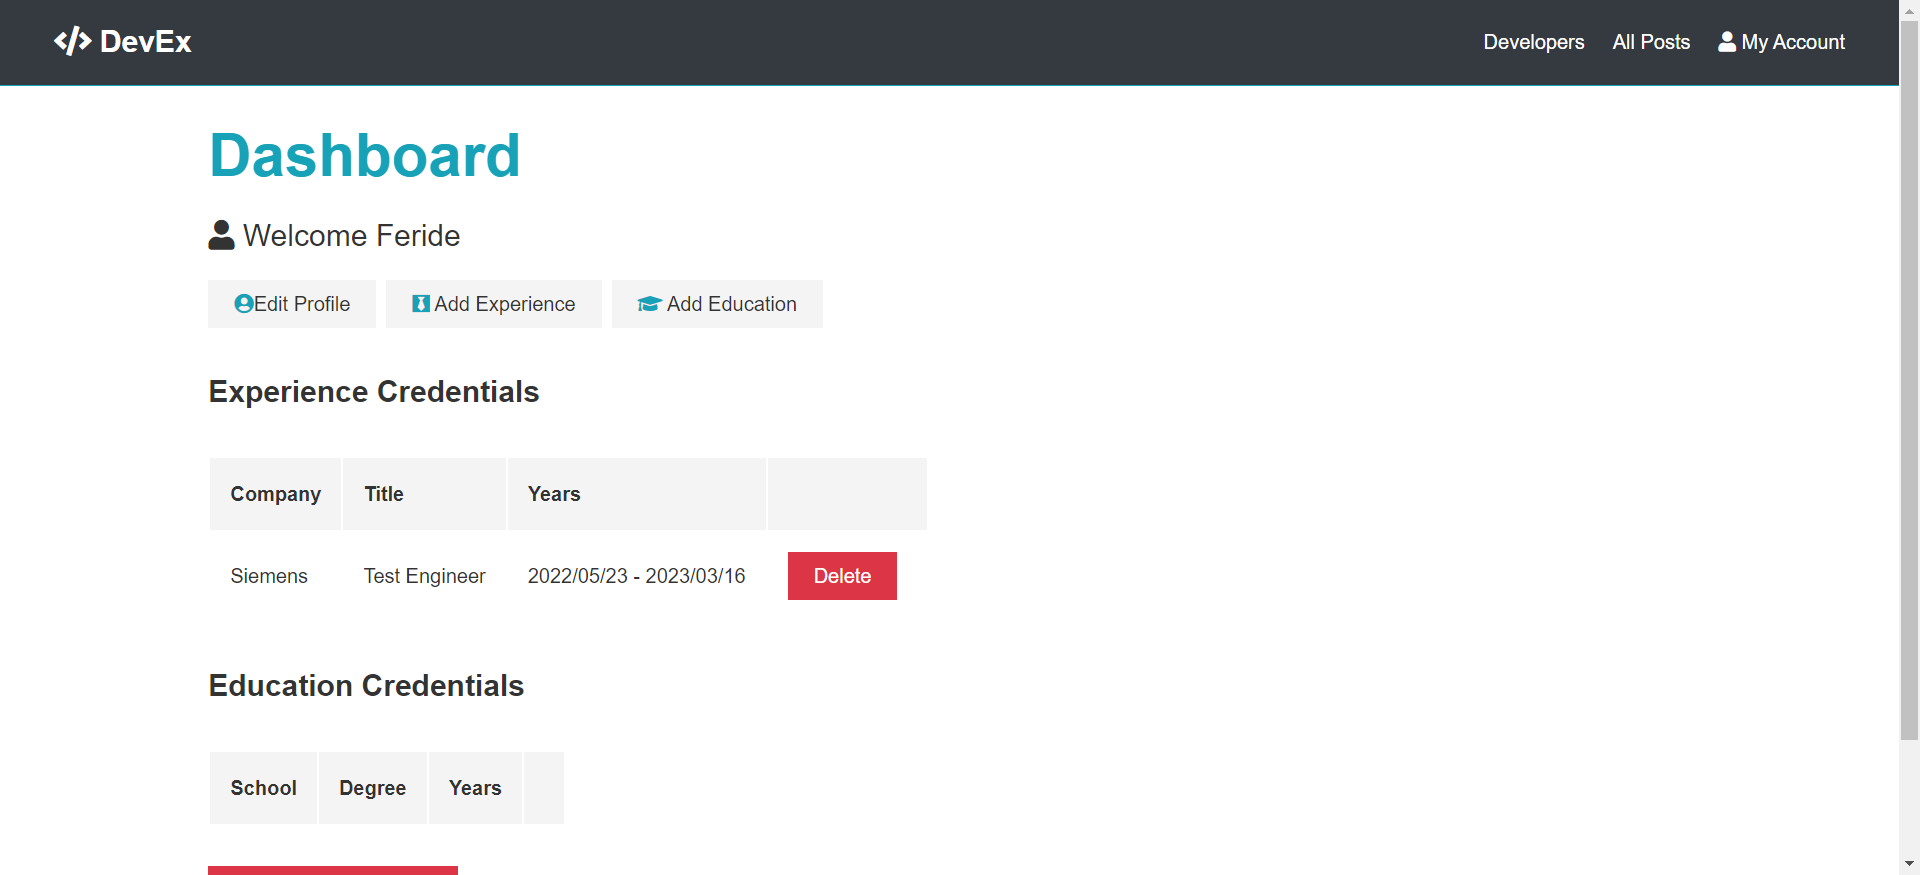 DevEx
Developers All Posts My Account
Dashboard
Welcome Feride
Edit Profile Add Experience Add Education
Experience Credentials
Company Title Years
Siemens Test Engineer 2022/05/23 - 2023/03/16 Delete
Education Credentials
School Degree Years